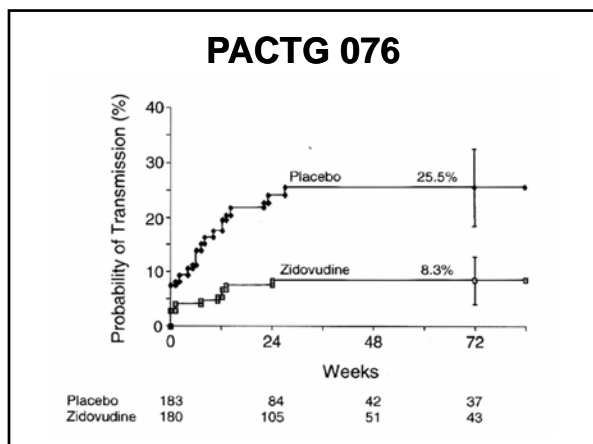 PACTG 076
Probability of Transmission (%)
40
30
20
10
0
Placebo 25.5%
Zidovudine 8.3%
0 24 48 72
Weeks
Placebo 183 84 42 37
Zidovudine 180 105 51 43